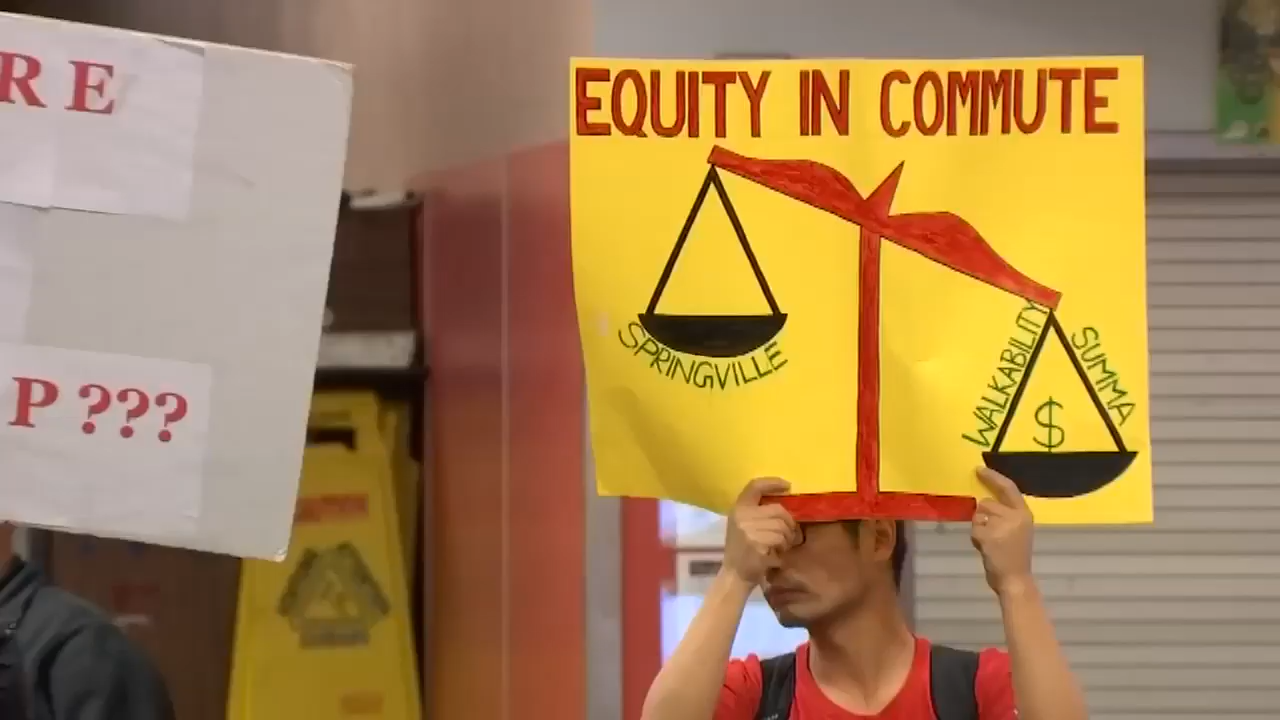 RE
P ???
EQUITY IN COMMUTE
SPRINGVILLE
WALKABILITY
SUMMA
$